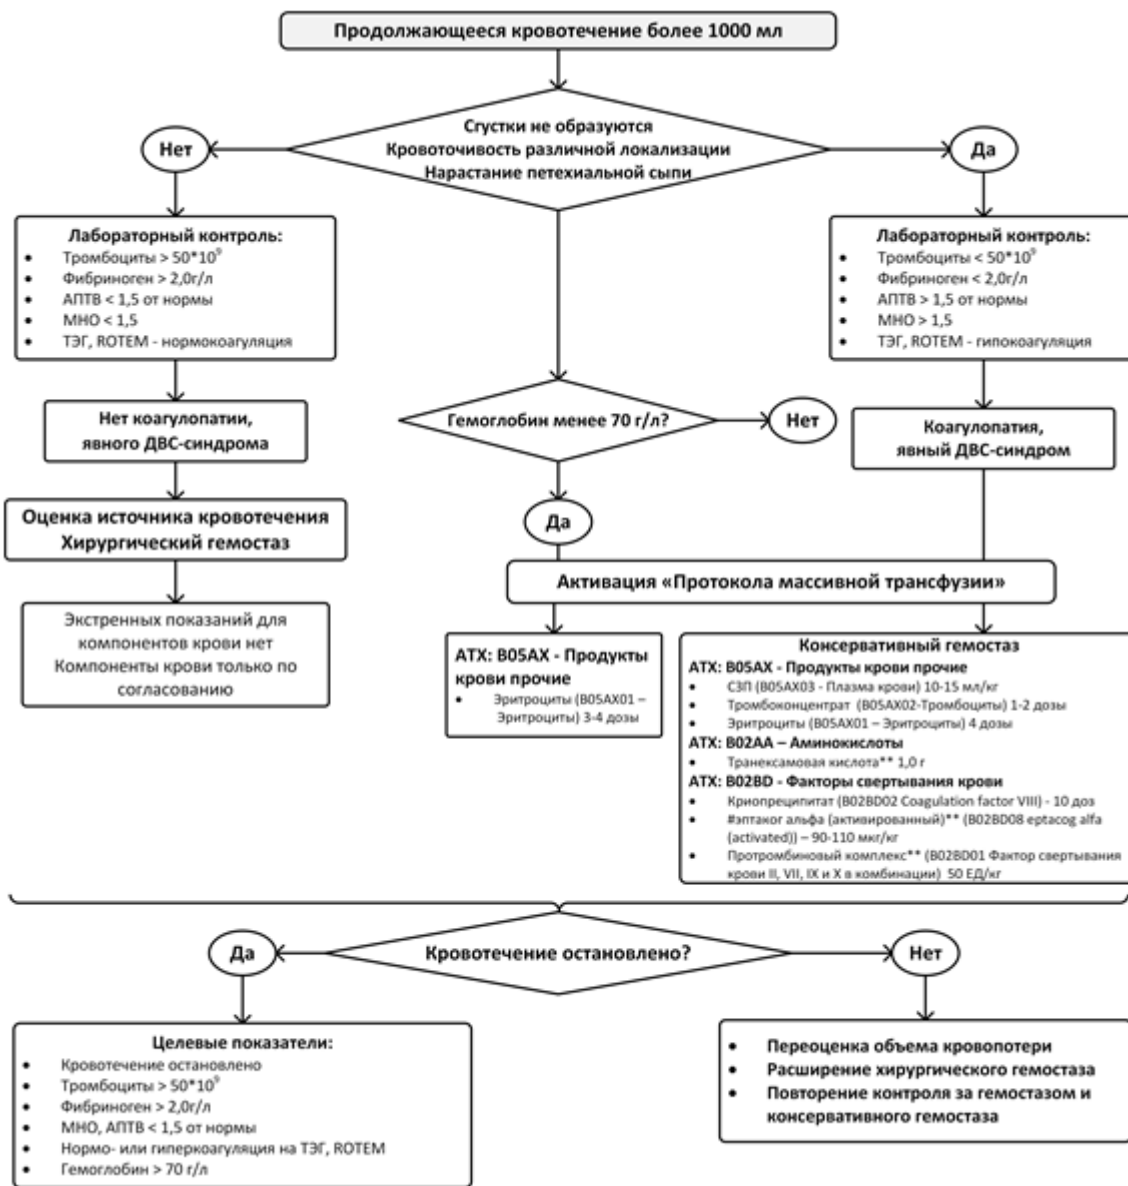 Продолжающееся кровотечение более 1000 мл
Сгустки не образуются
Кровоточивость различной локализации
Нарастание петехиальной сыпи
Нет
Да
Лабораторный контроль:
• Тромбоциты > 50*10⁹
• Фибриноген > 2,0г/л
• АПТВ < 1,5 от нормы
• МНО < 1,5
• ТЭГ, ROTEM - нормокоагуляция
Лабораторный контроль:
• Тромбоциты < 50*10⁹
• Фибриноген < 2,0г/л
• АПТВ > 1,5 от нормы
• МНО > 1,5
• ТЭГ, ROTEM - гипокоагуляция
Нет коагулопатии,
явного ДВС-синдрома
Гемоглобин менее 70 г/л?
Нет
Коагулопатия,
явный ДВС-синдром
Оценка источника кровотечения
Хирургический гемостаз
Да
Активация «Протокола массивной трансфузии»
Экстренных показаний для
компонентов крови нет
Компоненты крови только по
согласованию
АТХ: B05AX - Продукты
крови прочие
• Эритроциты (B05AX01 –
Эритроциты) 3-4 дозы
Консервативный гемостаз
АТХ: B05AX - Продукты крови прочие
• СЗП (B05AX03 - Плазма крови) 10-15 мл/кг
• Тромбоконцентрат (B05AX02-Тромбоциты) 1-2 дозы
• Эритроциты (B05AX01 – Эритроциты) 4 дозы
АТХ: B02AA – Аминокислоты
• Транексамовая кислота** 1,0 г
АТХ: B02BD - Факторы свертывания крови
• Криопреципитат (B02BD02 Coagulation factor VIII) - 10 доз
• #эптаког альфа (активированный)** (B02BD08 eptacog alfa
(activated)) – 90-110 мкг/кг
• Протромбиновый комплекс** (B02BD01 Фактор свертывания
крови II, VII, IX и X в комбинации) 50 ЕД/кг
Кровотечение остановлено?
Да
Нет
Целевые показатели:
• Кровотечение остановлено
• Тромбоциты > 50*10⁹
• Фибриноген > 2,0г/л
• МНО, АПТВ < 1,5 от нормы
• Нормо- или гиперкоагуляция на ТЭГ, ROTEM
• Гемоглобин > 70 г/л
• Переоценка объема кровопотери
• Расширение хирургического гемостаза
• Повторение контроля за гемостазом и
консервативного гемостаза